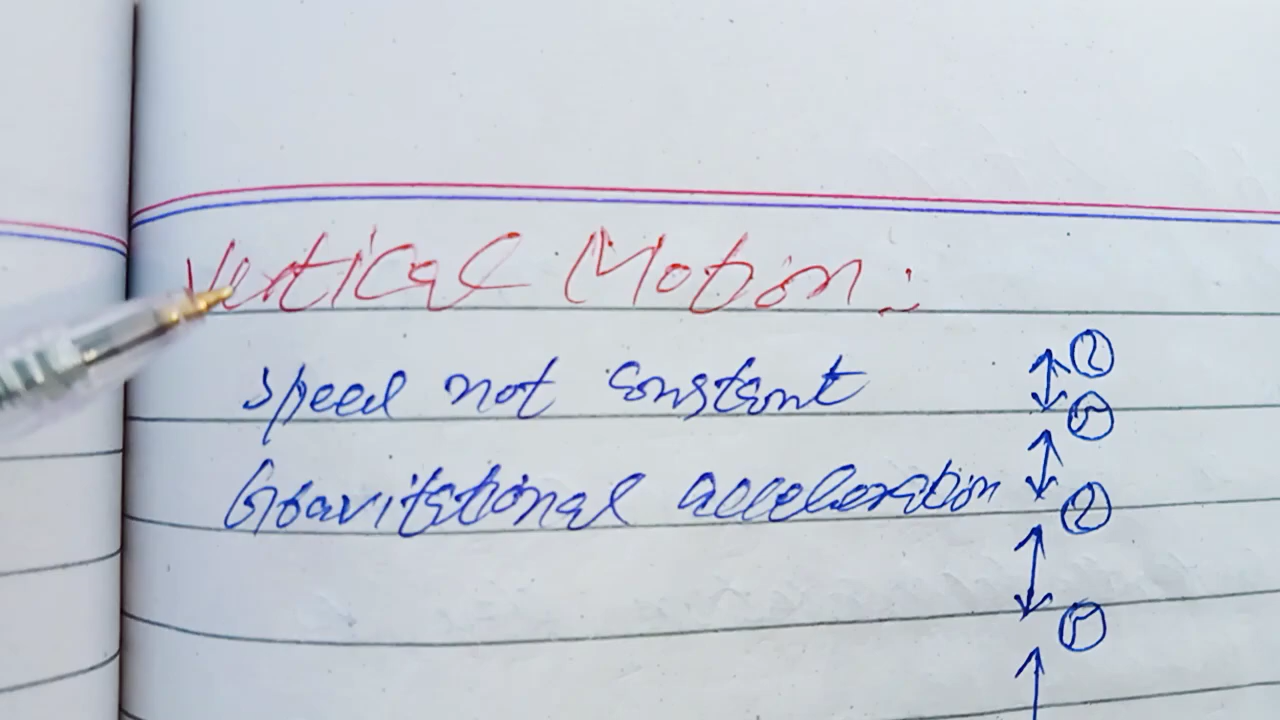 Vertical Motion:
Speed not constant
Gravitational acceleration